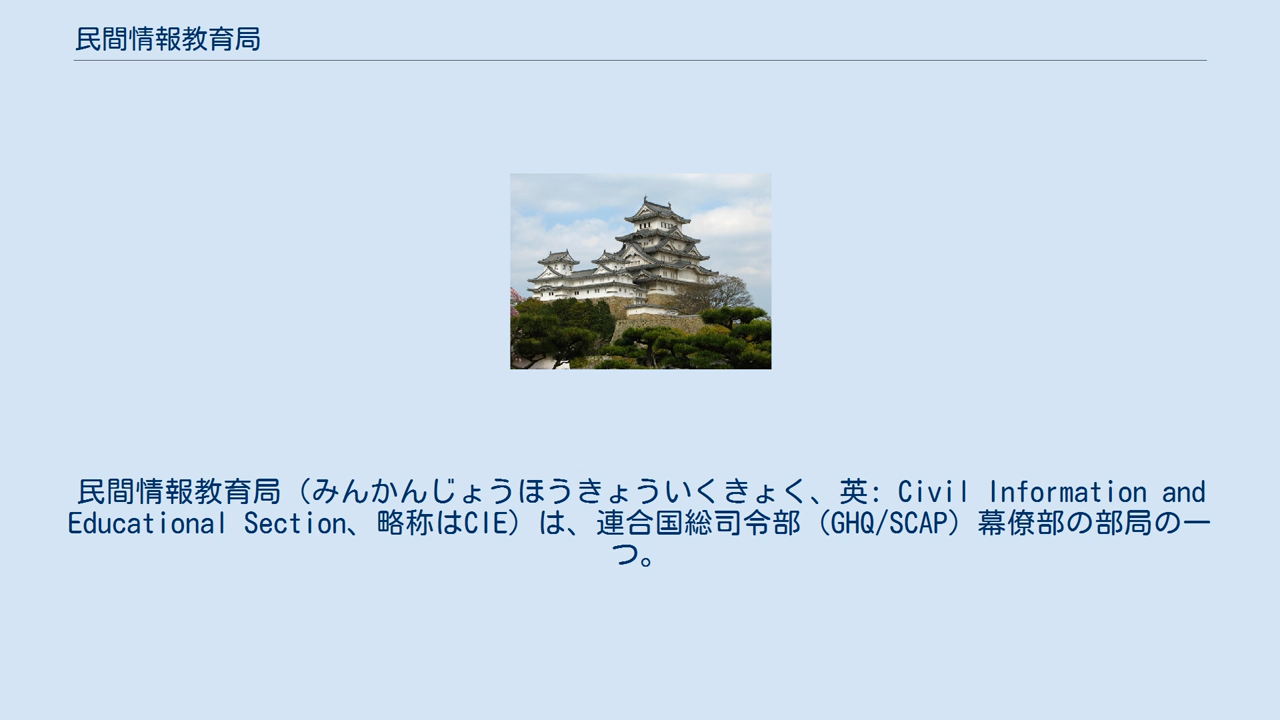 民間情報教育局
民間情報教育局（みんかんじょうほうきょういくきょく、英: Civil Information and
Educational Section、略称はCIE）は、連合国総司令部（GHQ/SCAP）幕僚部の部局の一
つ。